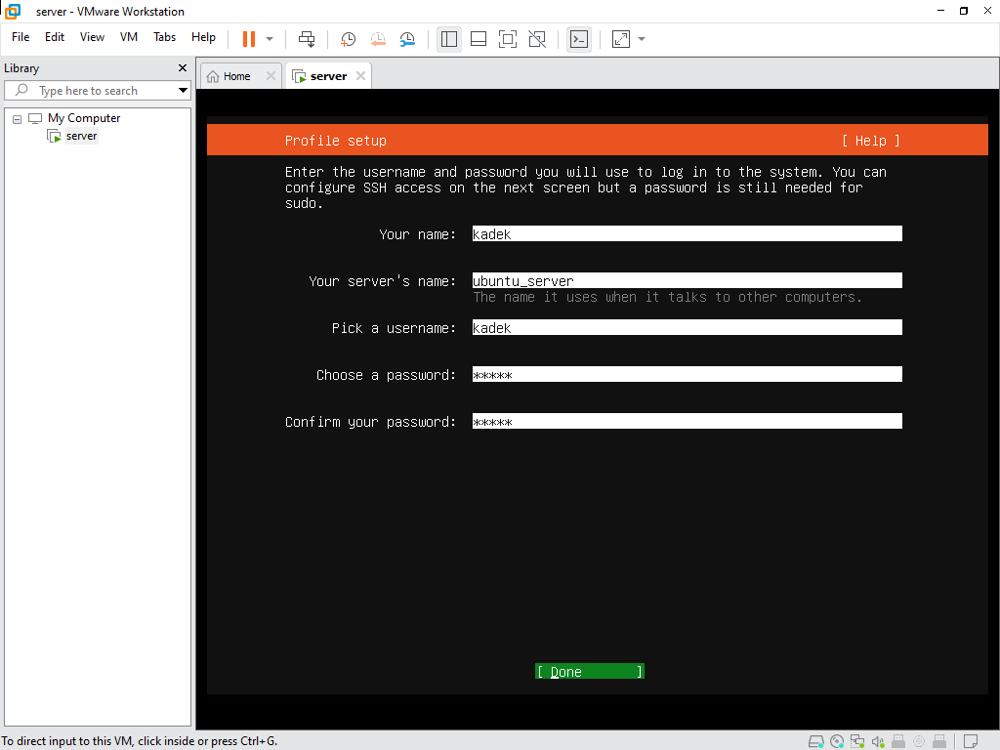 server - VMware Workstation
File Edit View VM Tabs Help
Library
Type here to search
Home
server
My Computer
server
Profile setup [ Help ]
Enter the username and password you will use to log in to the system. You can
configure SSH access on the next screen but a password is still needed for
sudo.
Your name: kadek
Your server's name: ubuntu_server
The name it uses when it talks to other computers.
Pick a username: kadek
Choose a password: *****
Confirm your password: *****
[ Done ]
To direct input to this VM, click inside or press Ctrl+G.